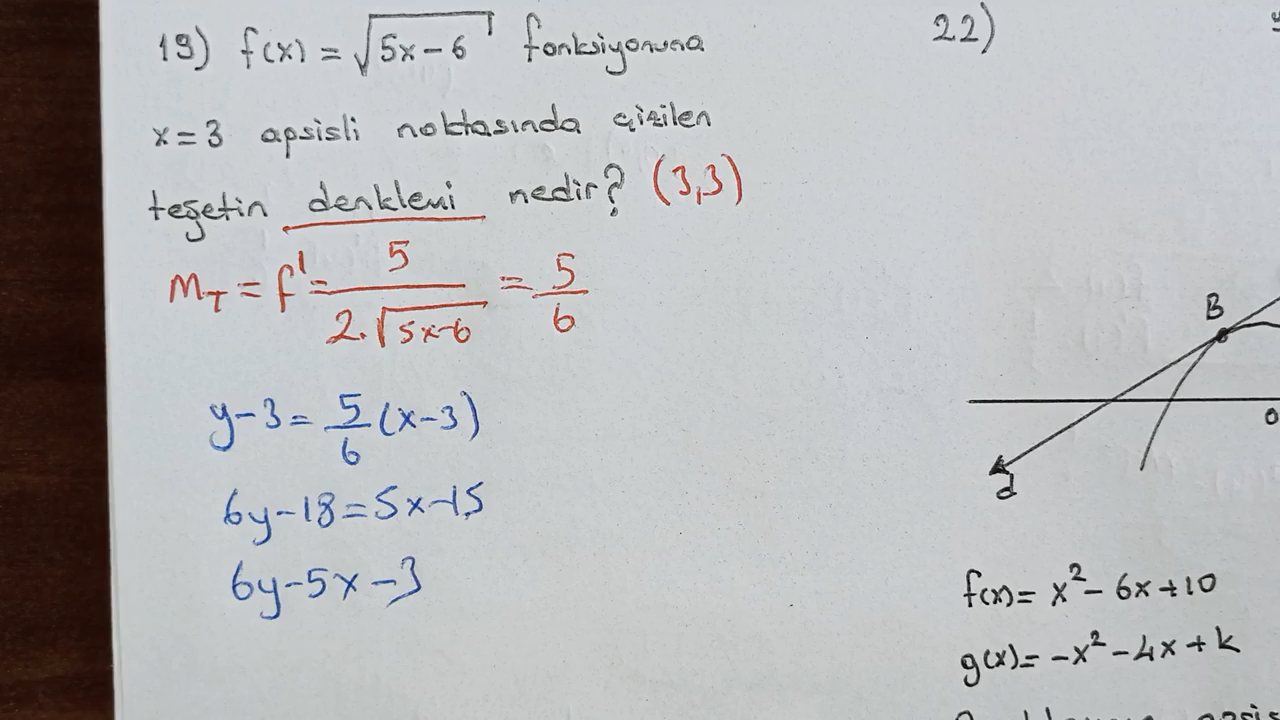 19) f(x) = √5x-6 fonksiyonuna
x=3 apsisli noktasında çizilen
teğetin denklemi nedir? (3,3)
M_T = f' = 5 / 2.√5x-6 = 5/6
y-3 = 5/6 (x-3)
6y-18=5x-15
6y-5x-3
22)
B
0
d
f(x)= x²-6x+10
g(x)= -x²-4x+k